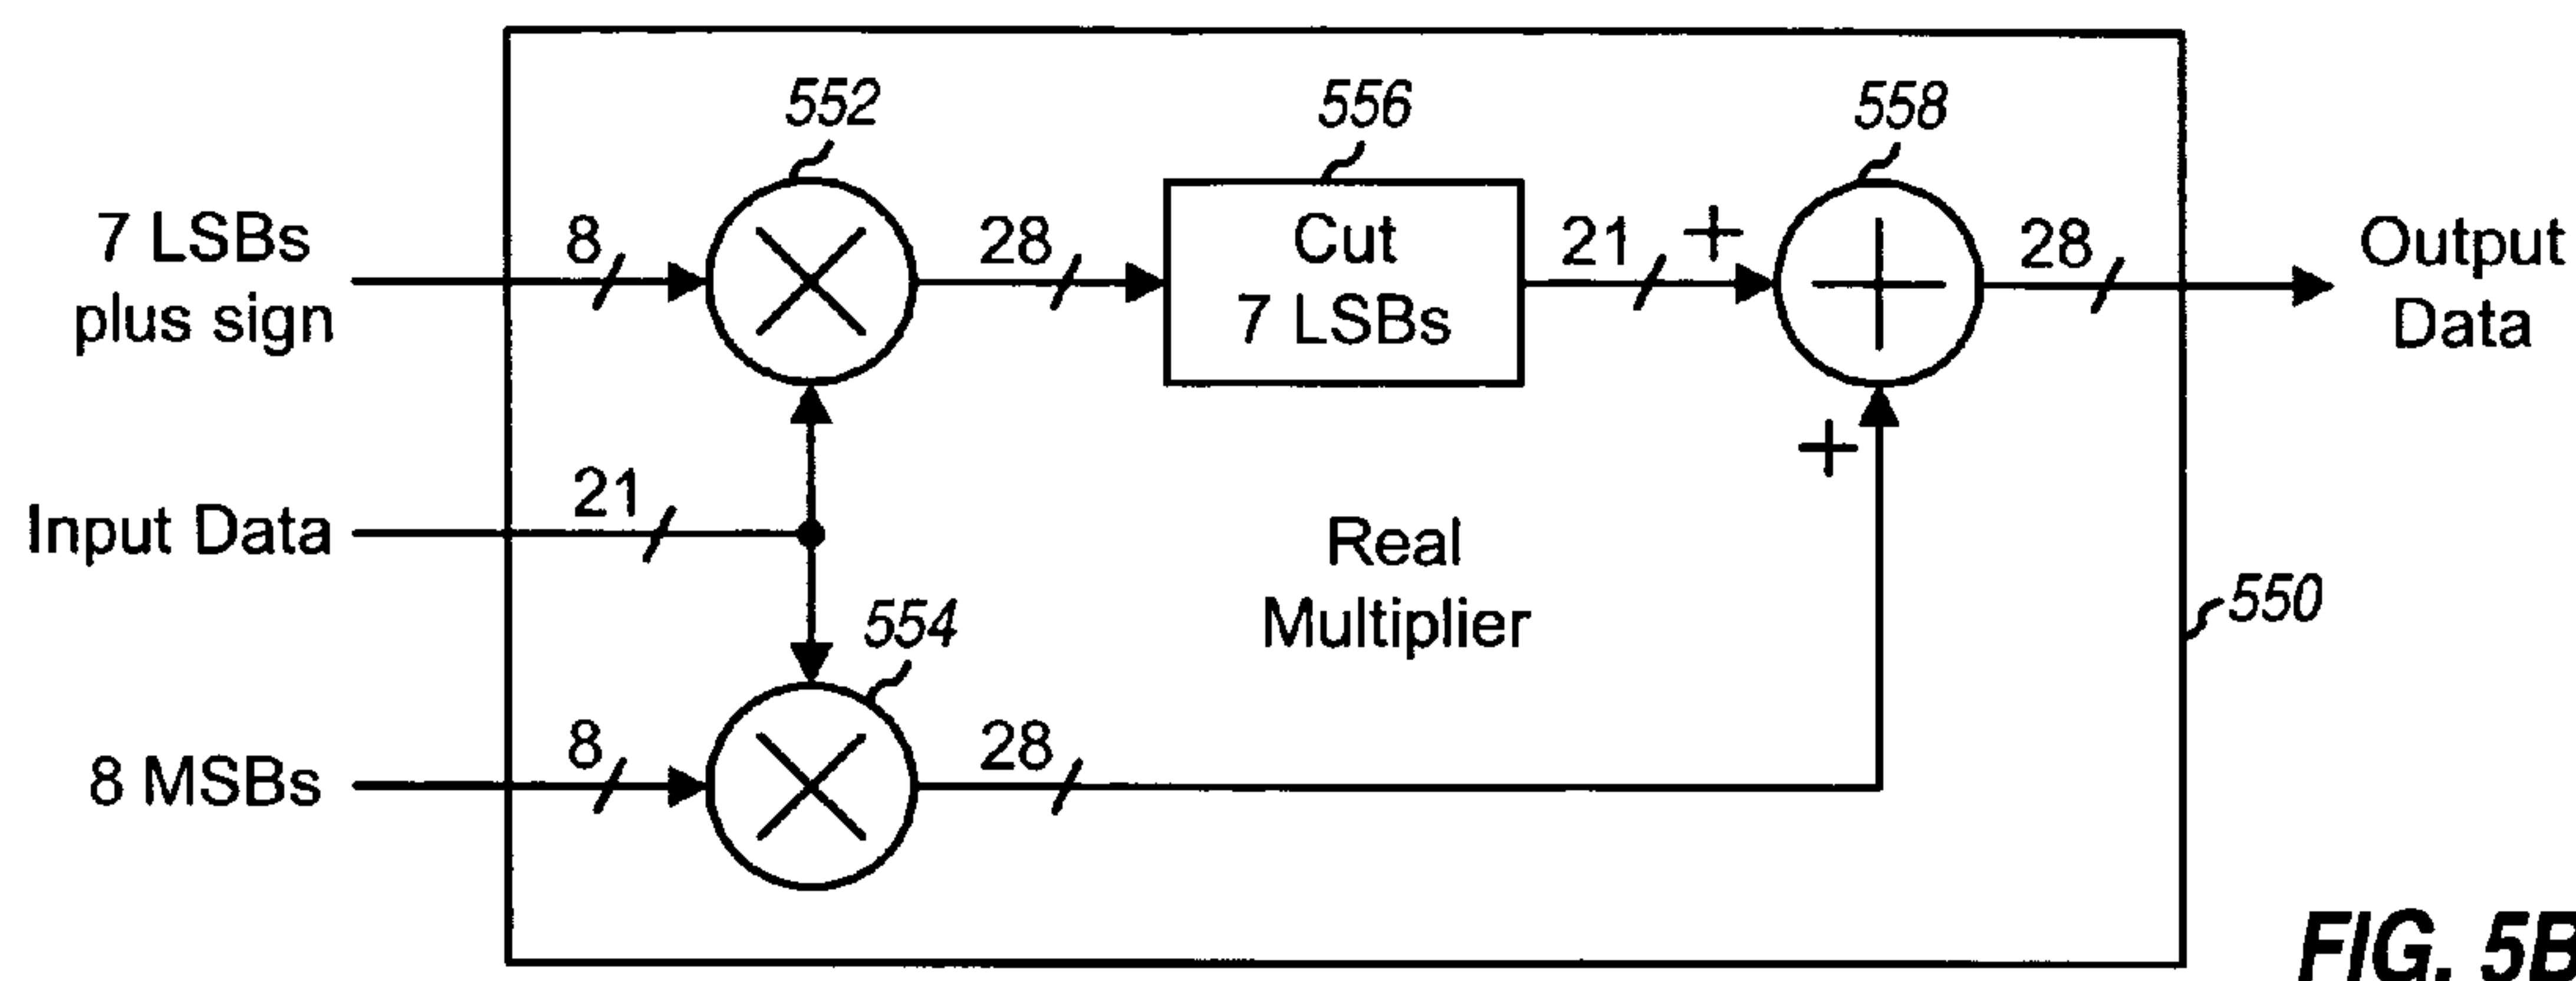 552
556
558
7 LSBs
plus sign
8
28
Cut
7 LSBs
21
+
28
Output
Data
+
Input Data
21
Real
Multiplier
554
550
8 MSBs
8
28
FIG. 5B